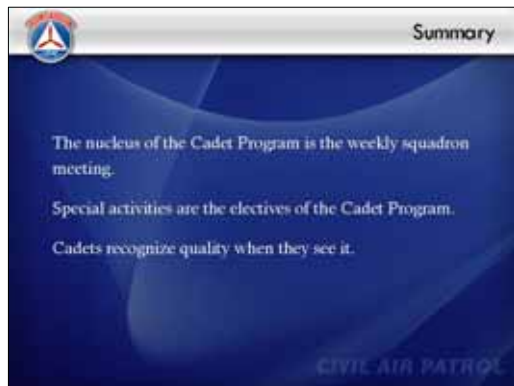 Summary
The nucleus of the Cadet Program is the weekly squadron
meeting.
Special activities are the electives of the Cadet Program.
Cadets recognize quality when they see it.
CIVIL AIR PATROL